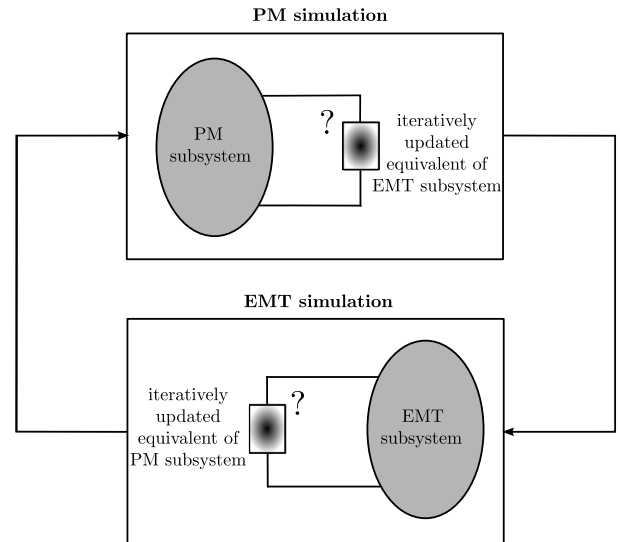 PM simulation
PM
subsystem
?
iteratively
updated
equivalent of
EMT subsystem
EMT simulation
iteratively
updated
equivalent of
PM subsystem
?
EMT
subsystem